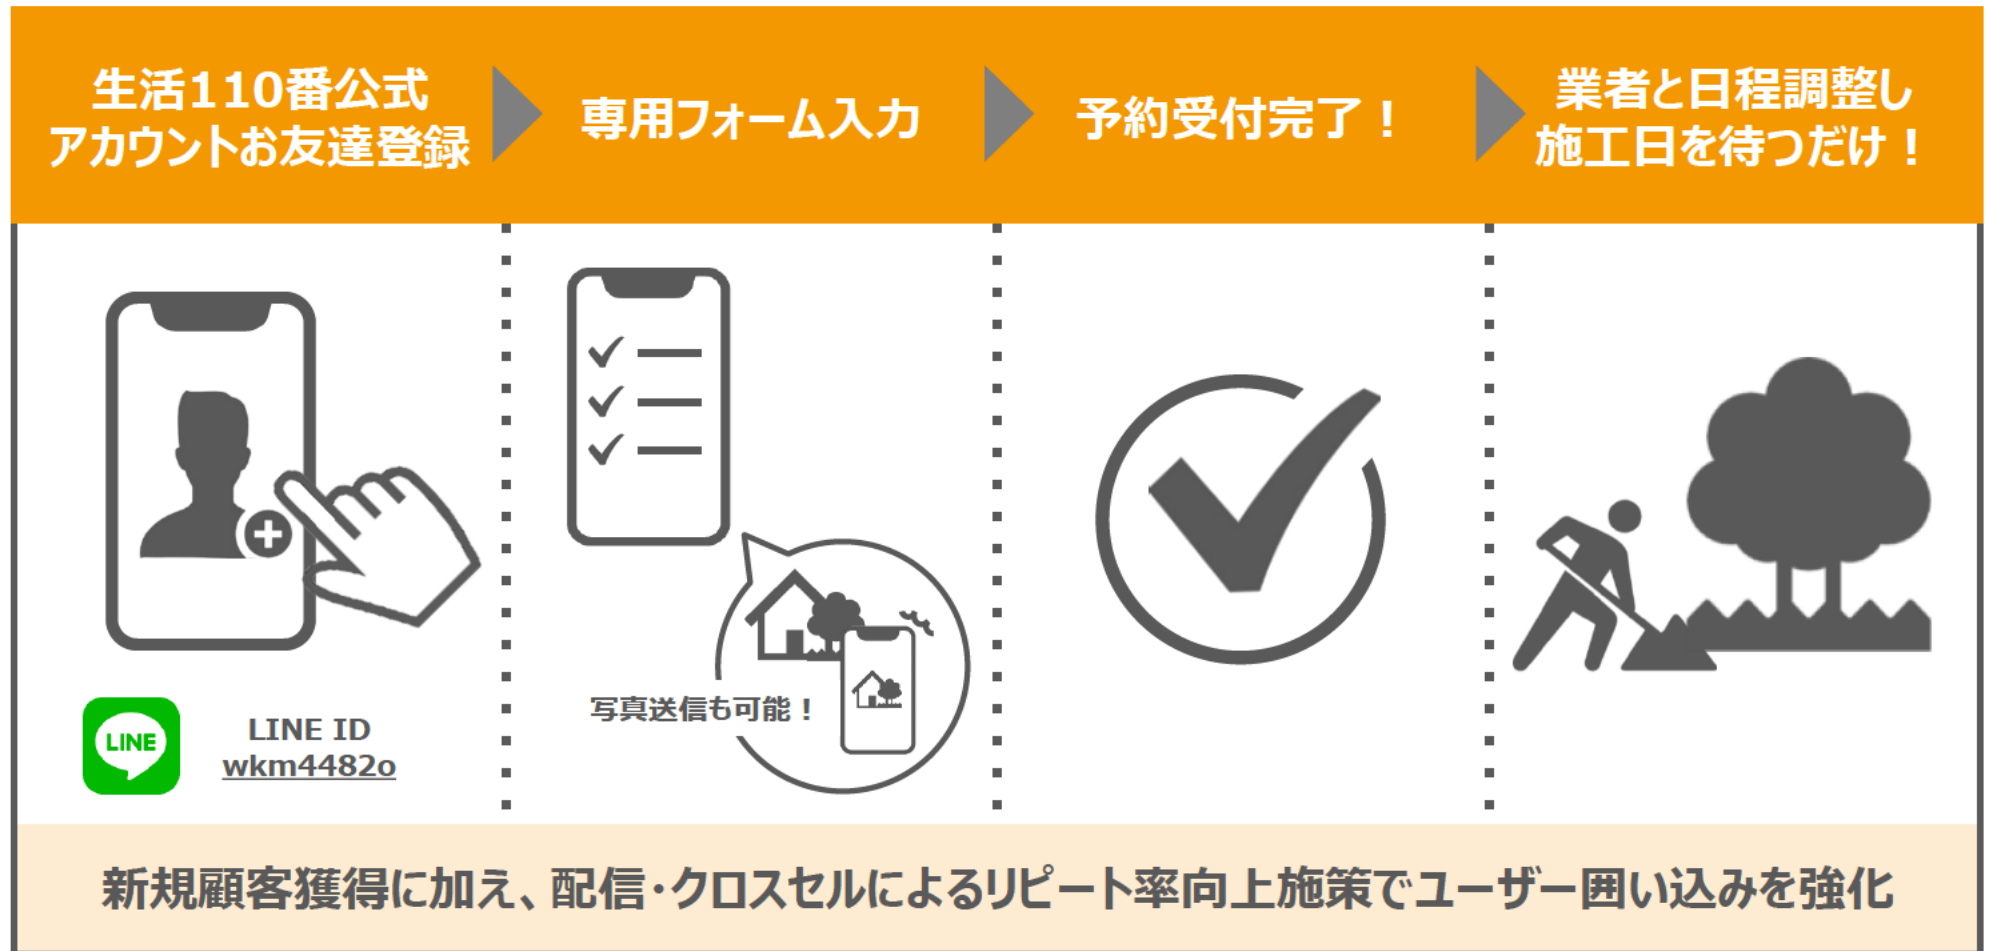 生活110番公式
アカウントお友達登録
専用フォーム入力
予約受付完了！
業者と日程調整し
施工日を待つだけ！
LINE
LINE ID
wkm4482o
写真送信も可能！
新規顧客獲得に加え、配信・クロスセルによるリピート率向上施策でユーザー囲い込みを強化